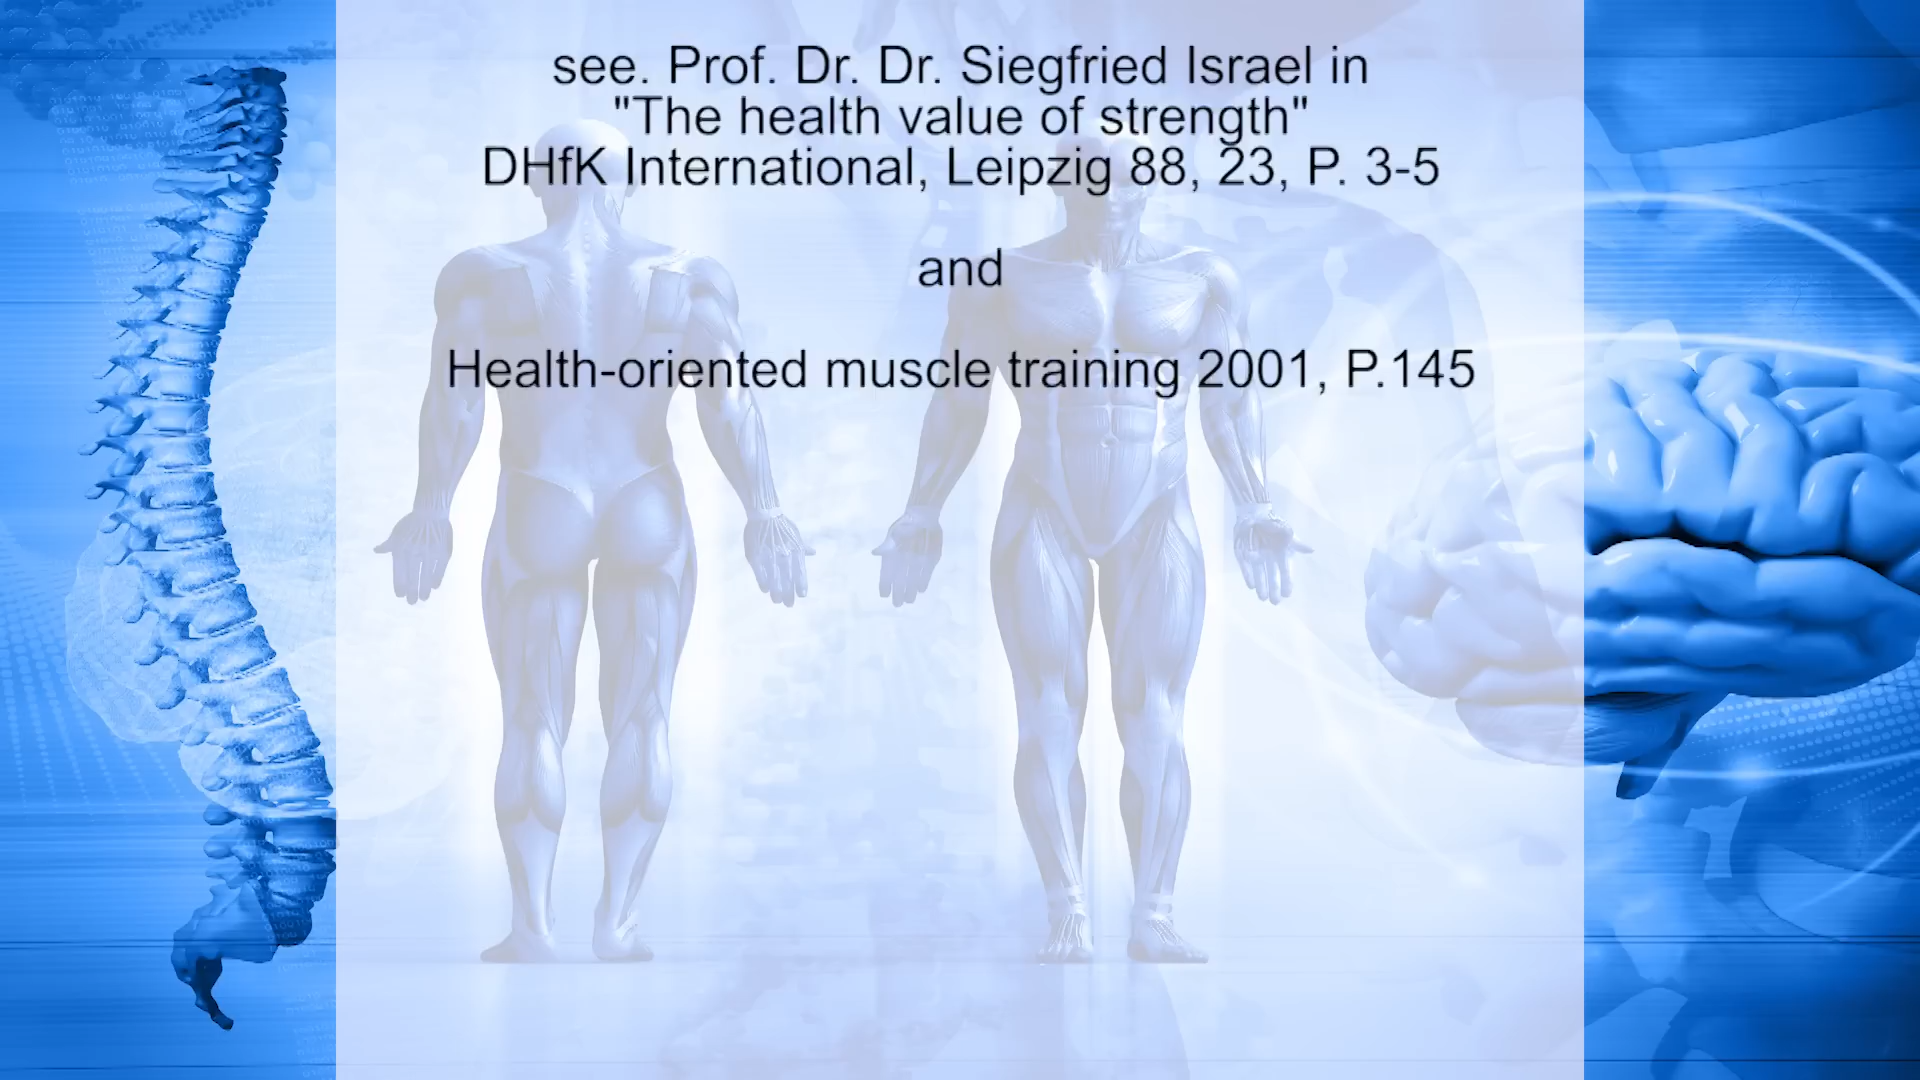 see. Prof. Dr. Dr. Siegfried Israel in
"The health value of strength"
DHfK International, Leipzig 88, 23, P. 3-5
and
Health-oriented muscle training 2001, P.145